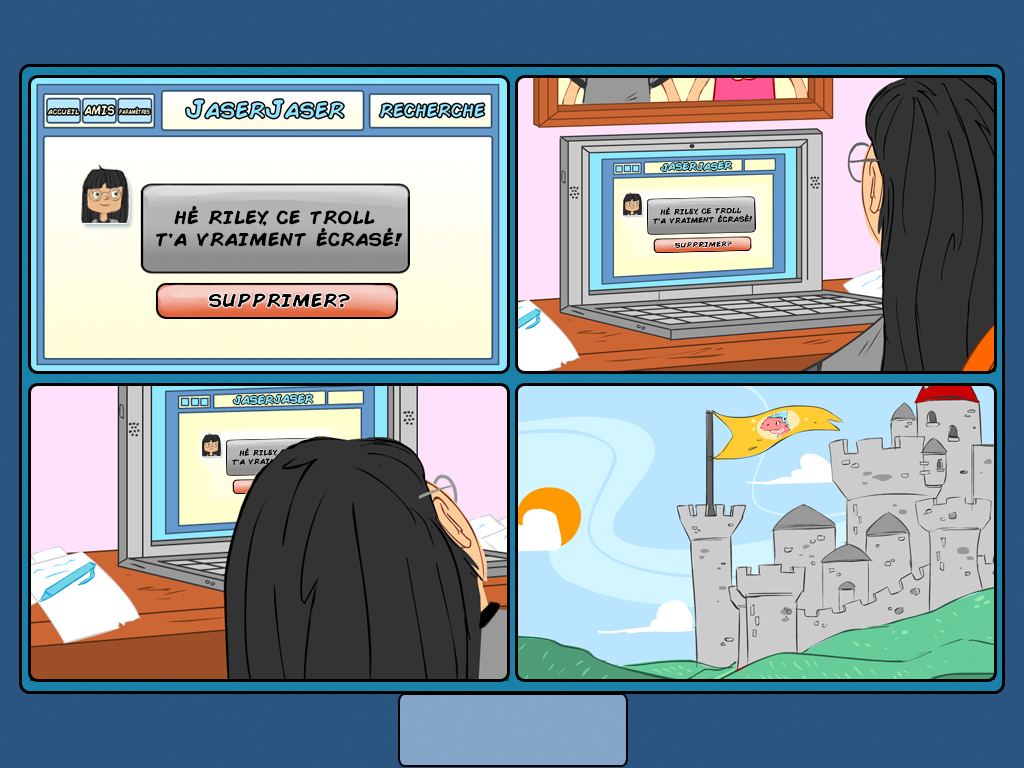 ACCUEIL AMIS PARAMÈTRES JASERJASER RECHERCHE
HÉ RILEY, CE TROLL
T'A VRAIMENT ÉCRASÉ!
SUPPRIMER?
JASERJASER
HÉ RILEY, CE TROLL
T'A VRAIMENT ÉCRASÉ!
SUPPRIMER?
JASERJASER
HÉ RILEY,
T'A VRAI